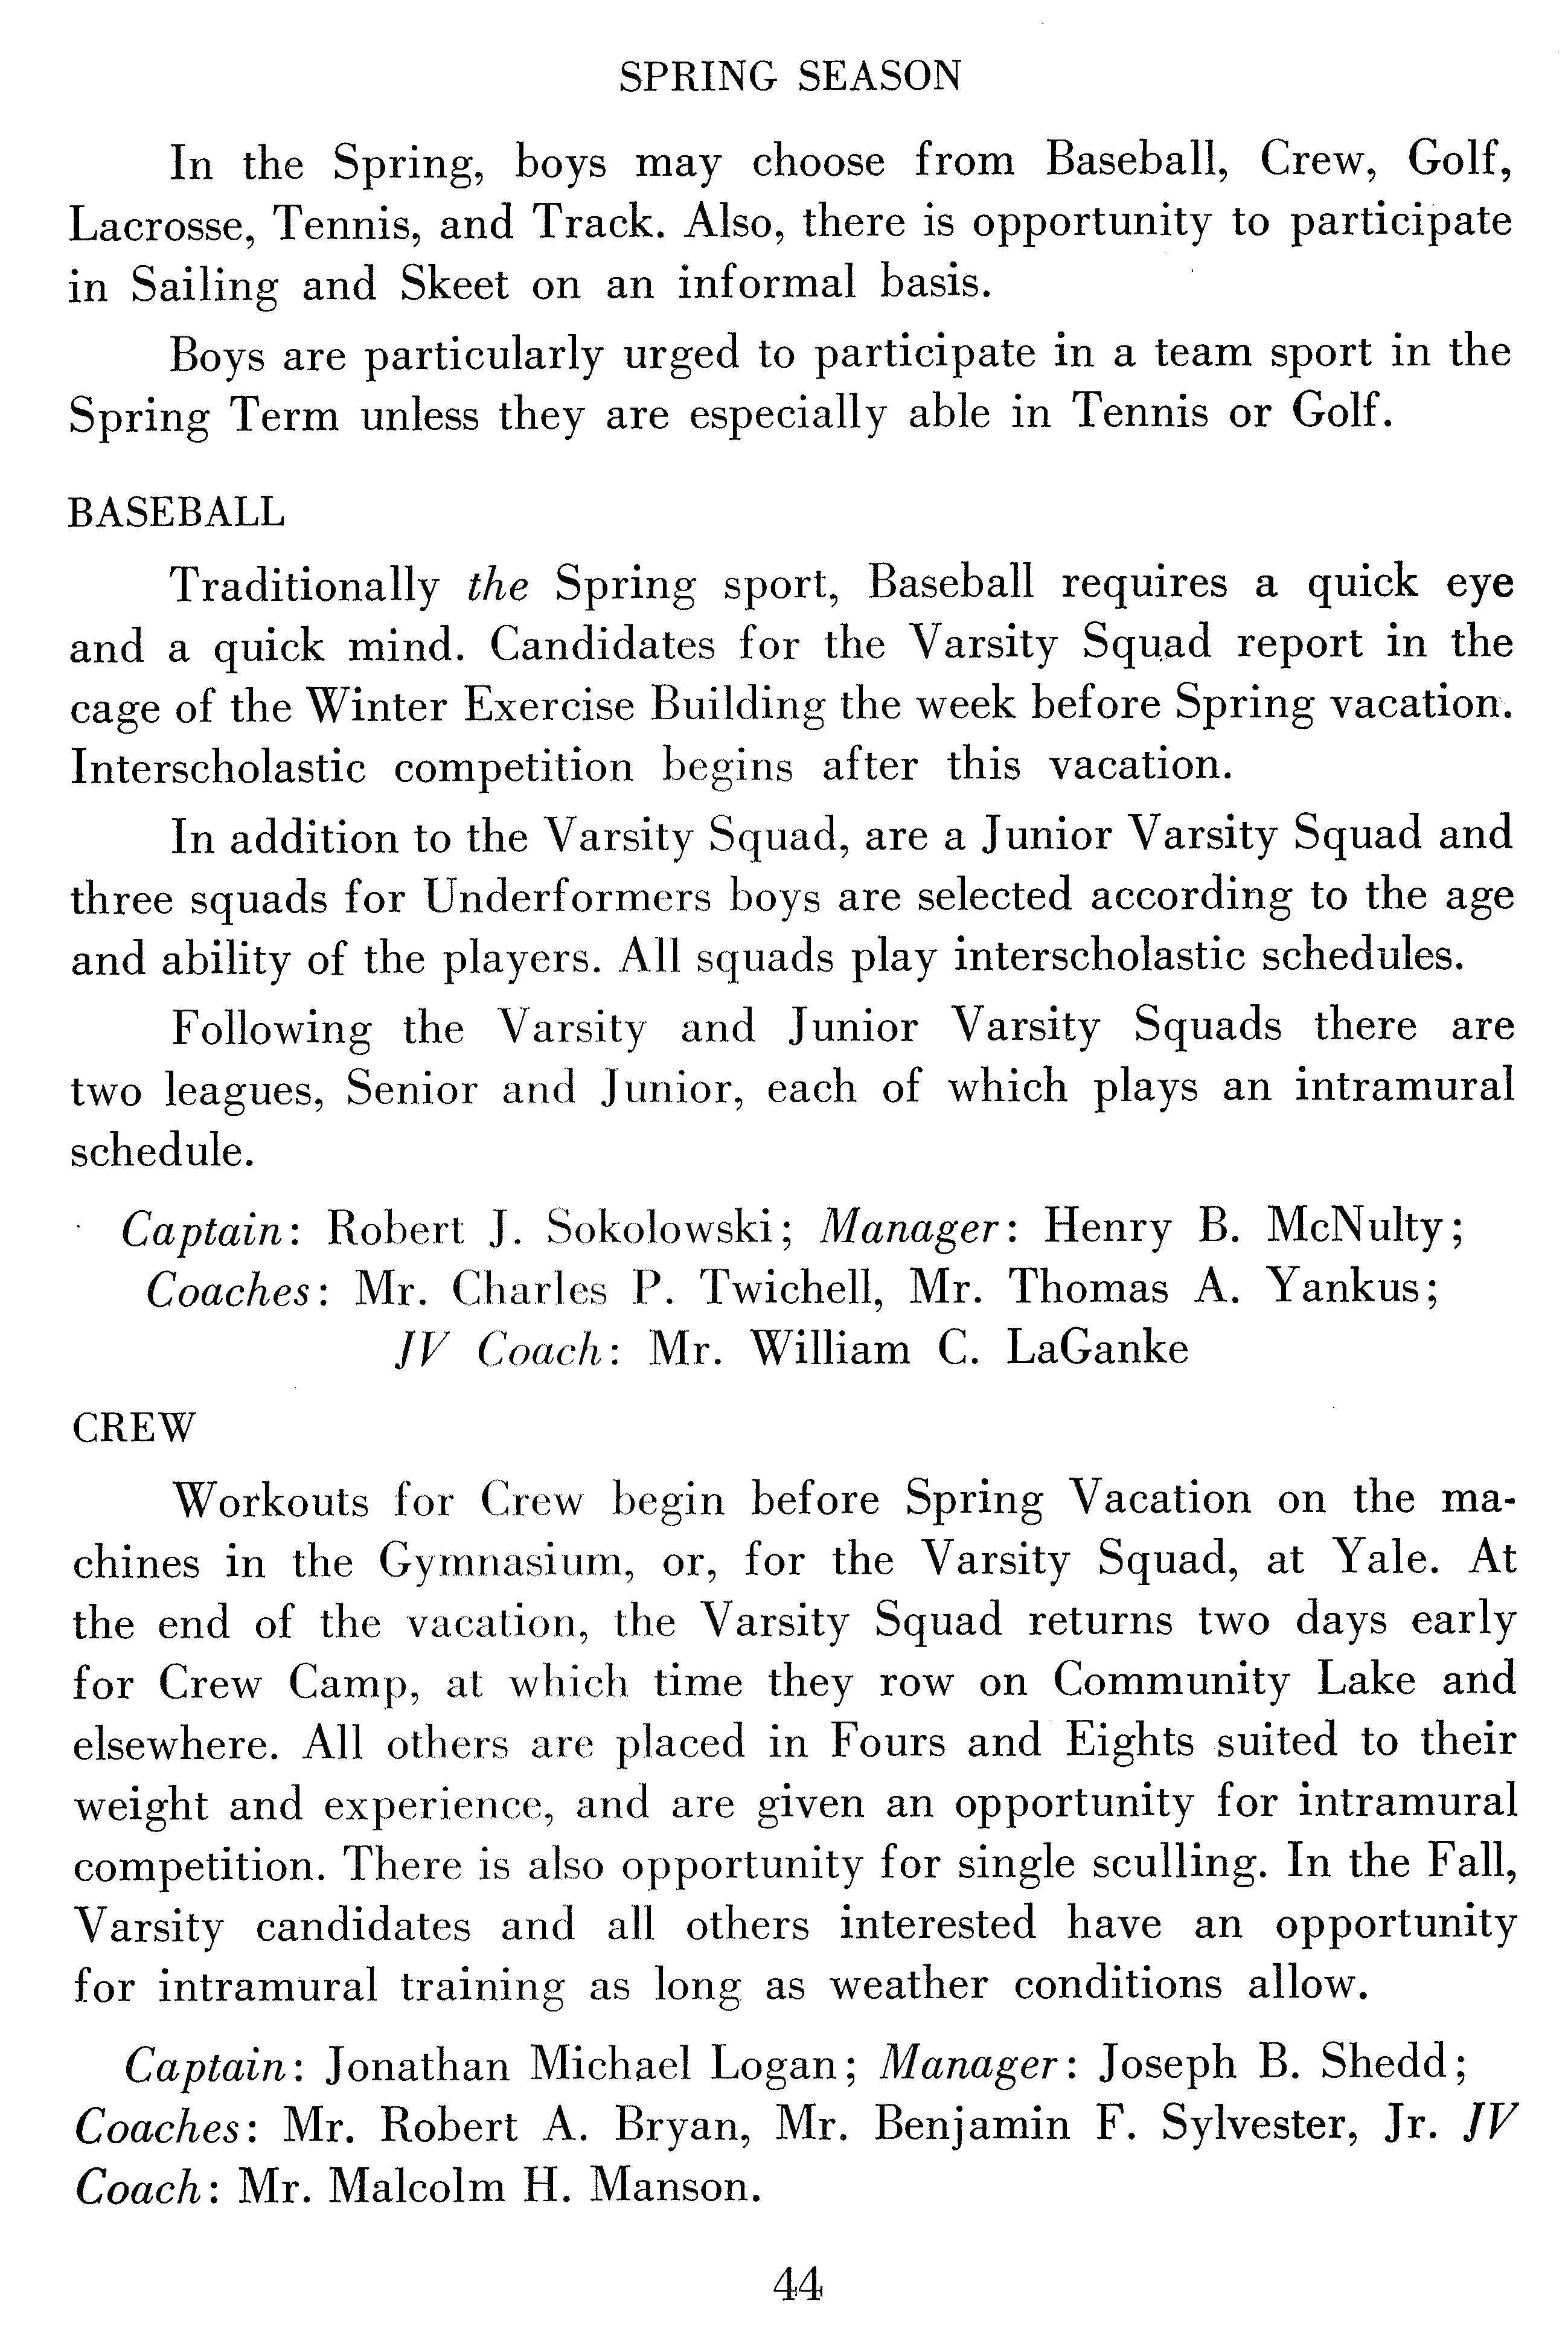 SPRING SEASON
In the Spring, boys may choose from Baseball, Crew, Golf,
Lacrosse, Tennis, and Track. Also, there is opportunity to participate
in Sailing and Skeet on an informal basis.
Boys are particularly urged to participate in a team sport in the
Spring Term unless they are especially able in Tennis or Golf.
BASEBALL
Traditionally the Spring sport, Baseball requires a quick eye
and a quick mind. Candidates for the Varsity Squad report in the
cage of the Winter Exercise Building the week before Spring vacation.
Interscholastic competition begins after this vacation.
In addition to the Varsity Squad, are a Junior Varsity Squad and
three squads for Underformers boys are selected according to the age
and ability of the players. All squads play interscholastic schedules.
Following the Varsity and Junior Varsity Squads there are
two leagues, Senior and Junior, each of which plays an intramural
schedule.
Captain: Robert J. Sokolowski; Manager: Henry B. McNulty;
Coaches: Mr. Charles P. Twichell, Mr. Thomas A. Yankus;
JV Coach: Mr. William C. LaGanke
CREW
Workouts for Crew begin before Spring Vacation on the ma-
chines in the Gymnasium, or, for the Varsity Squad, at Yale. At
the end of the vacation, the Varsity Squad returns two days early
for Crew Camp, at which time they row on Community Lake and
elsewhere. All others are placed in Fours and Eights suited to their
weight and experience, and are given an opportunity for intramural
competition. There is also opportunity for single sculling. In the Fall,
Varsity candidates and all others interested have an opportunity
for intramural training as long as weather conditions allow.
Captain: Jonathan Michael Logan; Manager: Joseph B. Shedd;
Coaches: Mr. Robert A. Bryan, Mr. Benjamin F. Sylvester, Jr. JV
Coach: Mr. Malcolm H. Manson.
44